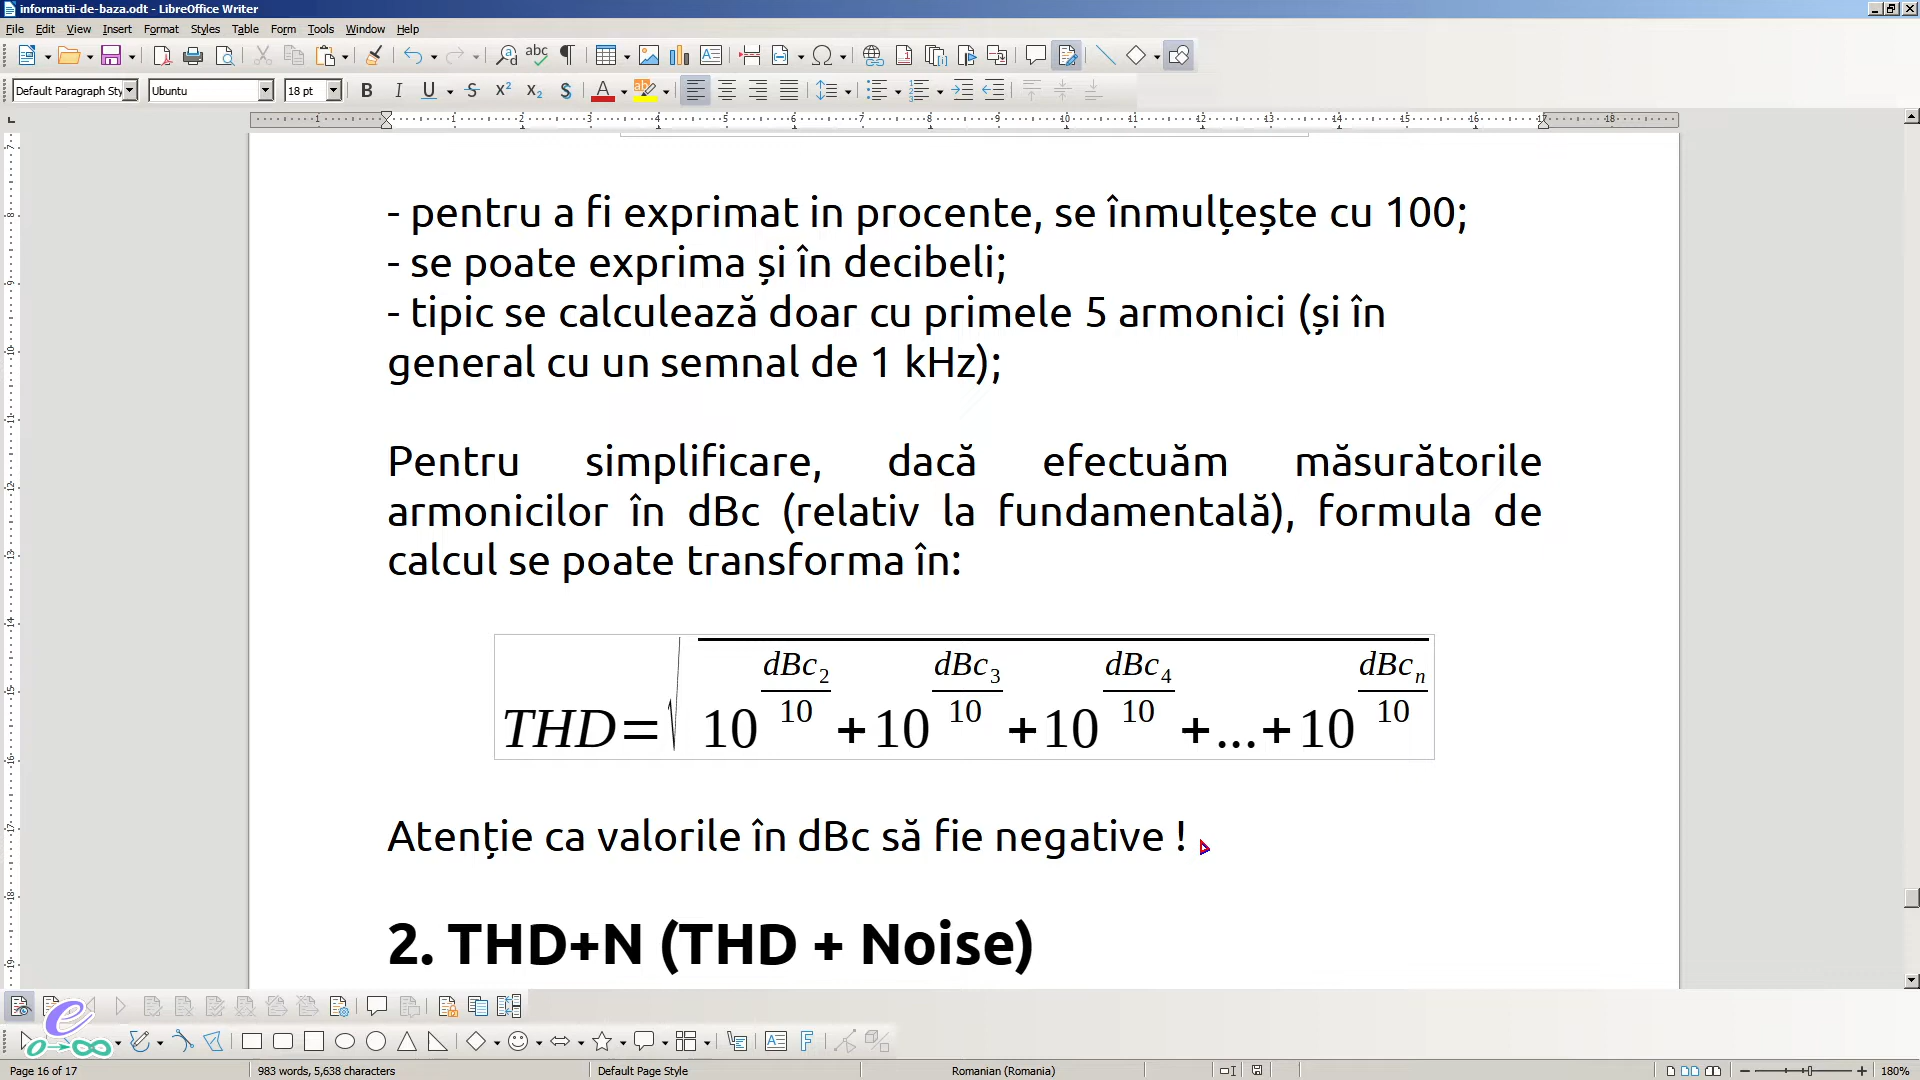 informatii-de-baza.odt - LibreOffice Writer
File Edit View Insert Format Styles Table Form Tools Window Help
Default Paragraph Sty Ubuntu 18 pt
- pentru a fi exprimat in procente, se înmulțește cu 100;
- se poate exprima și în decibeli;
- tipic se calculează doar cu primele 5 armonici (și în
general cu un semnal de 1 kHz);
Pentru simplificare, dacă efectuăm măsurătorile
armonicilor în dBc (relativ la fundamentală), formula de
calcul se poate transforma în:
THD=√10^(dBc₂/10)+10^(dBc₃/10)+10^(dBc₄/10)+...+10^(dBcₙ/10)
Atenție ca valorile în dBc să fie negative !
2. THD+N (THD + Noise)
e
0→∞
Page 16 of 17 983 words, 5,638 characters Default Page Style Romanian (Romania) 180%